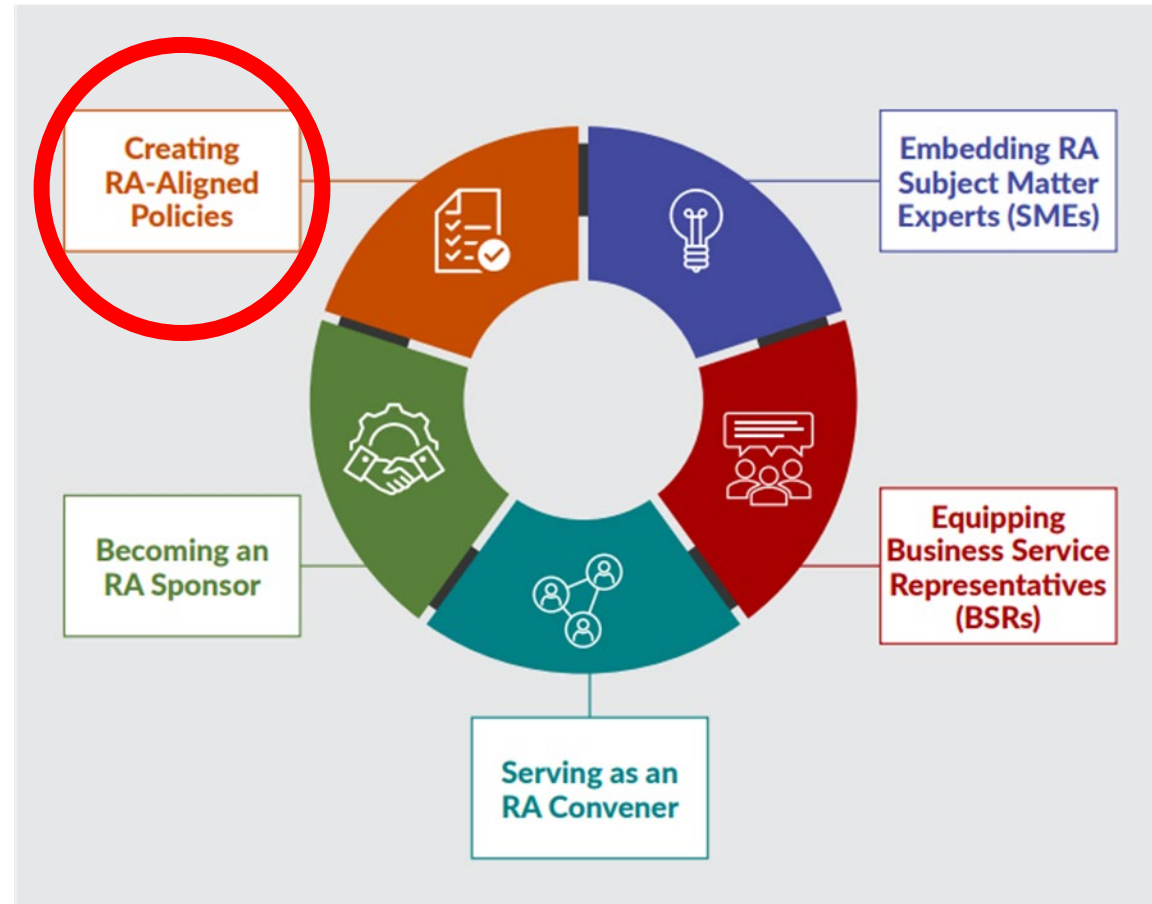 Creating
RA-Aligned
Policies
Embedding RA
Subject Matter
Experts (SMEs)
Becoming an
RA Sponsor
Equipping
Business Service
Representatives
(BSRs)
Serving as an
RA Convener